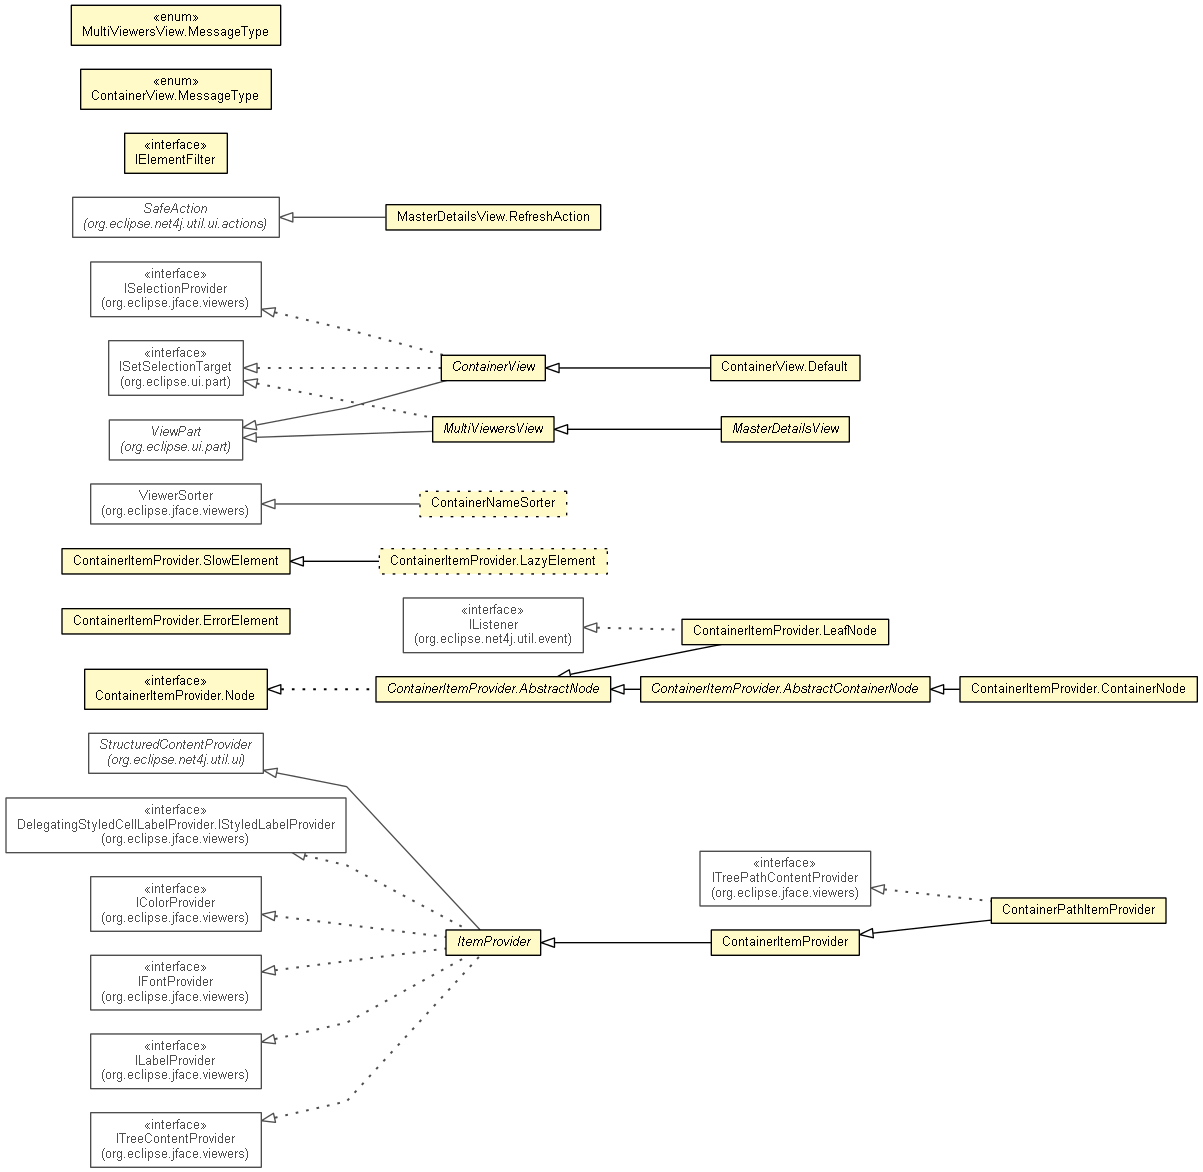 «enum»
MultiViewersView.MessageType
«enum»
ContainerView.MessageType
«interface»
IElementFilter
SafeAction
(org.eclipse.net4j.util.ui.actions)
MasterDetailsView.RefreshAction
«interface»
ISelectionProvider
(org.eclipse.jface.viewers)
«interface»
ISetSelectionTarget
(org.eclipse.ui.part)
ContainerView
ContainerView.Default
ViewPart
(org.eclipse.ui.part)
MultiViewersView
MasterDetailsView
ViewerSorter
(org.eclipse.jface.viewers)
ContainerNameSorter
ContainerItemProvider.SlowElement
ContainerItemProvider.LazyElement
ContainerItemProvider.ErrorElement
«interface»
IListener
(org.eclipse.net4j.util.event)
ContainerItemProvider.LeafNode
«interface»
ContainerItemProvider.Node
ContainerItemProvider.AbstractNode
ContainerItemProvider.AbstractContainerNode
ContainerItemProvider.ContainerNode
StructuredContentProvider
(org.eclipse.net4j.util.ui)
«interface»
DelegatingStyledCellLabelProvider.IStyledLabelProvider
(org.eclipse.jface.viewers)
«interface»
IColorProvider
(org.eclipse.jface.viewers)
«interface»
ITreePathContentProvider
(org.eclipse.jface.viewers)
ContainerPathItemProvider
ItemProvider
ContainerItemProvider
«interface»
IFontProvider
(org.eclipse.jface.viewers)
«interface»
ILabelProvider
(org.eclipse.jface.viewers)
«interface»
ITreeContentProvider
(org.eclipse.jface.viewers)